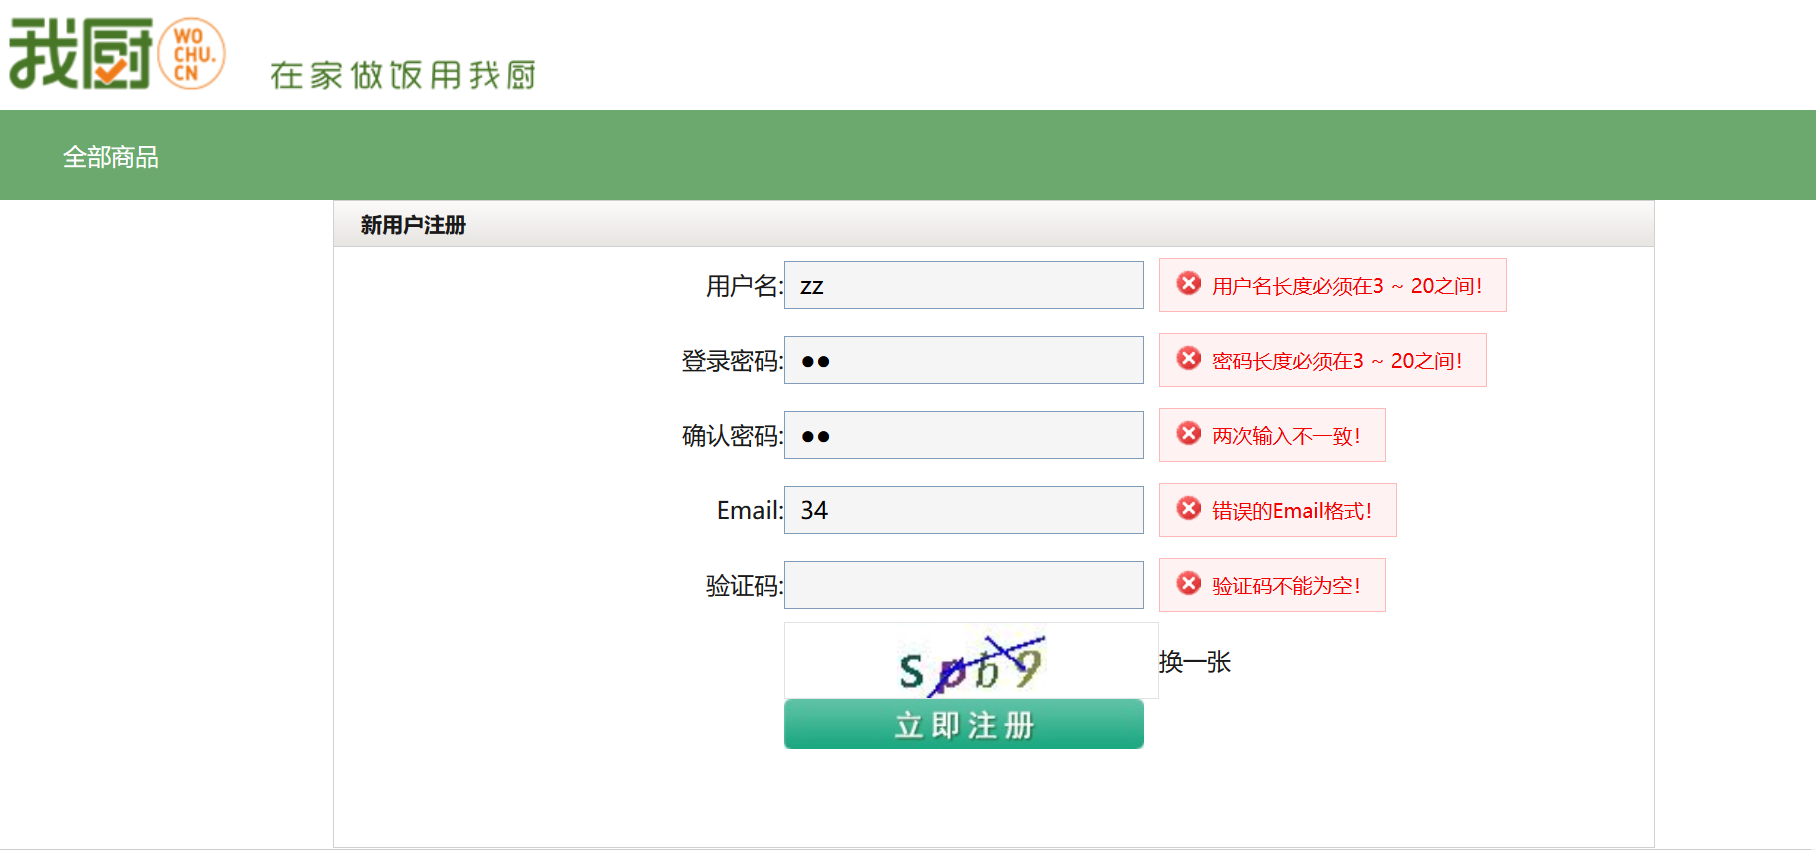 我厨
WO
CHU.
CN
在家做饭用我厨
全部商品
新用户注册
用户名: zz 用户名长度必须在3 ~ 20之间!
登录密码: ●● 密码长度必须在3 ~ 20之间!
确认密码: ●● 两次输入不一致!
Email: 34 错误的Email格式!
验证码: 验证码不能为空!
Spb9 换一张
立即注册